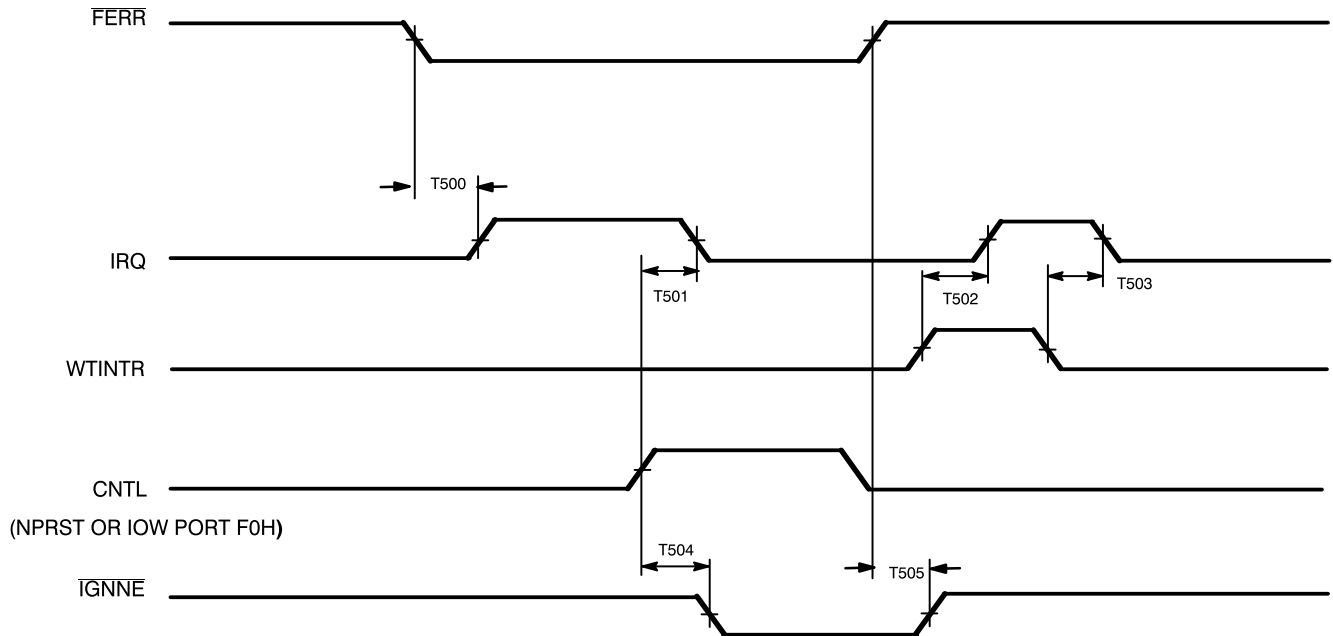 FERR
T500
IRQ
T501
T502
T503
WTINTR
CNTL
(NPRST OR IOW PORT F0H)
T504
T505
IGNNE